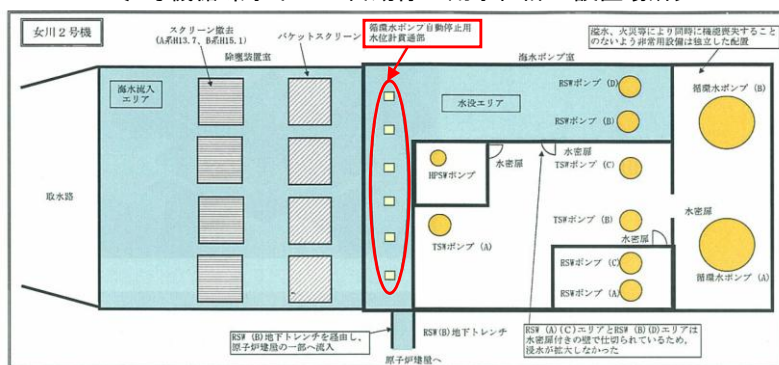 女川2号機
スクリーン撤去
(A系H13.7、B系H15.1)
バケットスクリーン
循環水ポンプ自動停止用
水位計貫通部
溢水、火災等により同時に機能喪失すること
のないよう非常用設備は独立した配置
除塵装置室
海水ポンプ室
海水流入
エリア
水没エリア
RSWポンプ (D)
循環水ポンプ (B)
RSWポンプ (B)
水密扉
水密扉
TSWポンプ (C)
HPSWポンプ
取水路
TSWポンプ (B)
水密扉
水密扉
TSWポンプ (A)
RSWポンプ (C)
RSWポンプ (A)
循環水ポンプ (A)
RSW (B)地下トレンチを経由し、
原子炉建屋の一部へ流入
RSW(B)地下トレンチ
原子炉建屋へ
RSW (A)(C)エリアとRSW (B)(D)エリアは
水密扉付きの壁で仕切られているため、
浸水が拡大しなかった